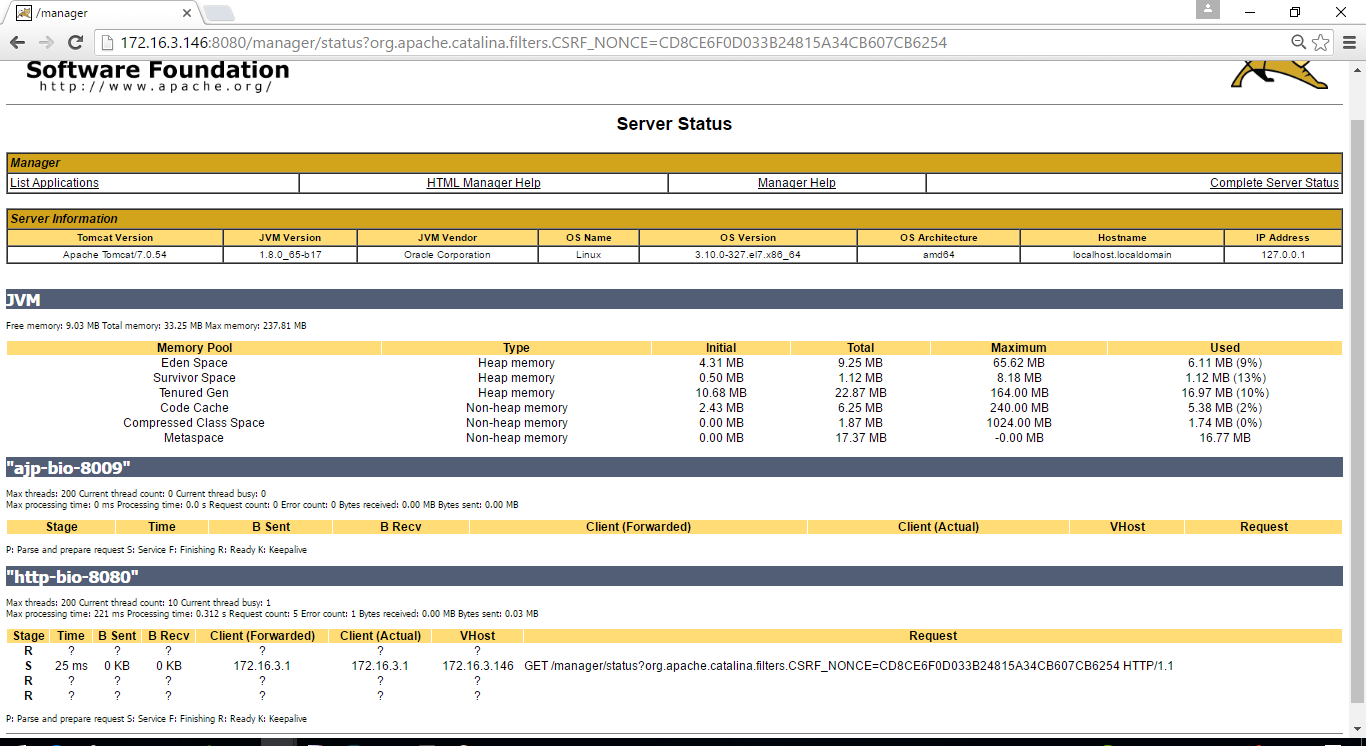 /manager
172.16.3.146:8080/manager/status?org.apache.catalina.filters.CSRF_NONCE=CD8CE6F0D033B24815A34CB607CB6254
Software Foundation
http://www.apache.org/
Server Status
Manager
List Applications HTML Manager Help Manager Help Complete Server Status
Server Information
Tomcat Version JVM Version JVM Vendor OS Name OS Version OS Architecture Hostname IP Address
Apache Tomcat/7.0.54 1.8.0_65-b17 Oracle Corporation Linux 3.10.0-327.el7.x86_64 amd64 localhost.localdomain 127.0.0.1
JVM
Free memory: 9.03 MB Total memory: 33.25 MB Max memory: 237.81 MB
Memory Pool Type Initial Total Maximum Used
Eden Space Heap memory 4.31 MB 9.25 MB 65.62 MB 6.11 MB (9%)
Survivor Space Heap memory 0.50 MB 1.12 MB 8.18 MB 1.12 MB (13%)
Tenured Gen Heap memory 10.68 MB 22.87 MB 164.00 MB 16.97 MB (10%)
Code Cache Non-heap memory 2.43 MB 6.25 MB 240.00 MB 5.38 MB (2%)
Compressed Class Space Non-heap memory 0.00 MB 1.87 MB 1024.00 MB 1.74 MB (0%)
Metaspace Non-heap memory 0.00 MB 17.37 MB -0.00 MB 16.77 MB
"ajp-bio-8009"
Max threads: 200 Current thread count: 0 Current thread busy: 0
Max processing time: 0 ms Processing time: 0.0 s Request count: 0 Error count: 0 Bytes received: 0.00 MB Bytes sent: 0.00 MB
Stage Time B Sent B Recv Client (Forwarded) Client (Actual) VHost Request
P: Parse and prepare request S: Service F: Finishing R: Ready K: Keepalive
"http-bio-8080"
Max threads: 200 Current thread count: 10 Current thread busy: 1
Max processing time: 221 ms Processing time: 0.312 s Request count: 5 Error count: 1 Bytes received: 0.00 MB Bytes sent: 0.03 MB
Stage Time B Sent B Recv Client (Forwarded) Client (Actual) VHost Request
R ? ? ? ? ? ?
S 25 ms 0 KB 0 KB 172.16.3.1 172.16.3.1 172.16.3.146 GET /manager/status?org.apache.catalina.filters.CSRF_NONCE=CD8CE6F0D033B24815A34CB607CB6254 HTTP/1.1
R ? ? ? ? ? ?
R ? ? ? ? ? ?
P: Parse and prepare request S: Service F: Finishing R: Ready K: Keepalive